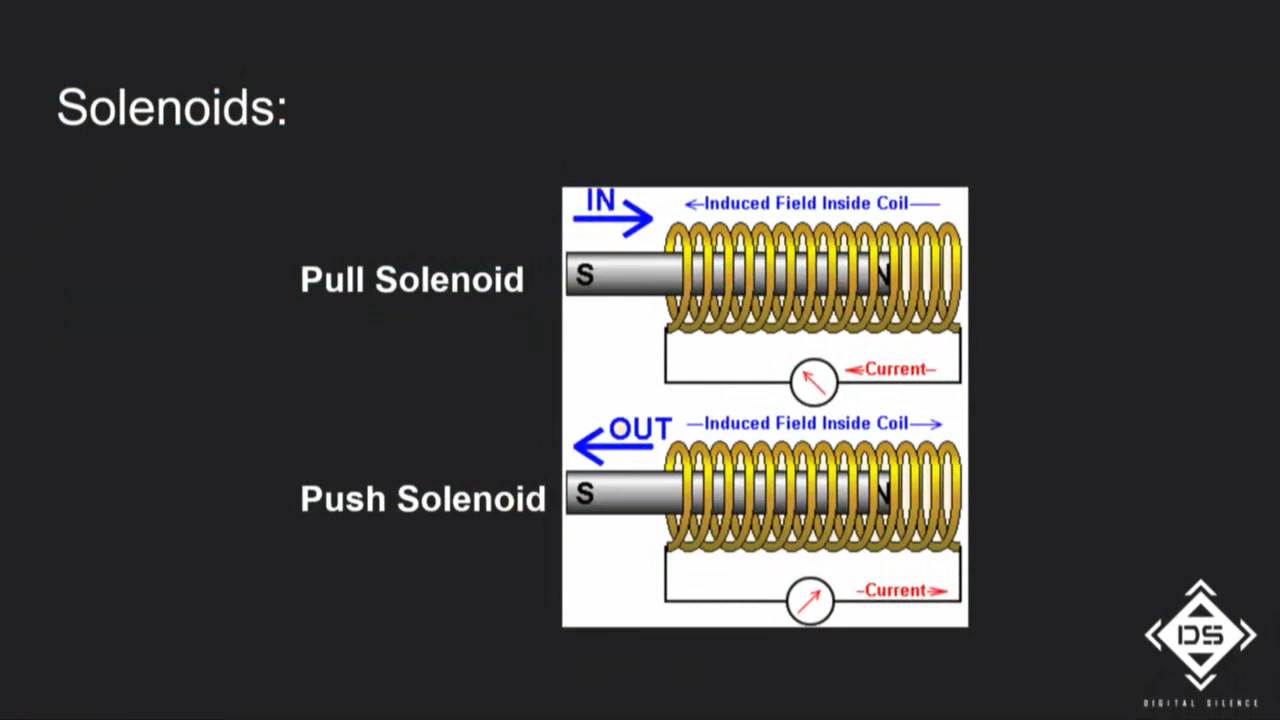 Solenoids:
IN
←Induced Field Inside Coil—
Pull Solenoid
S
N
←Current–
OUT
—Induced Field Inside Coil→
Push Solenoid
S
N
–Current→
DS
DIGITAL SILENCE